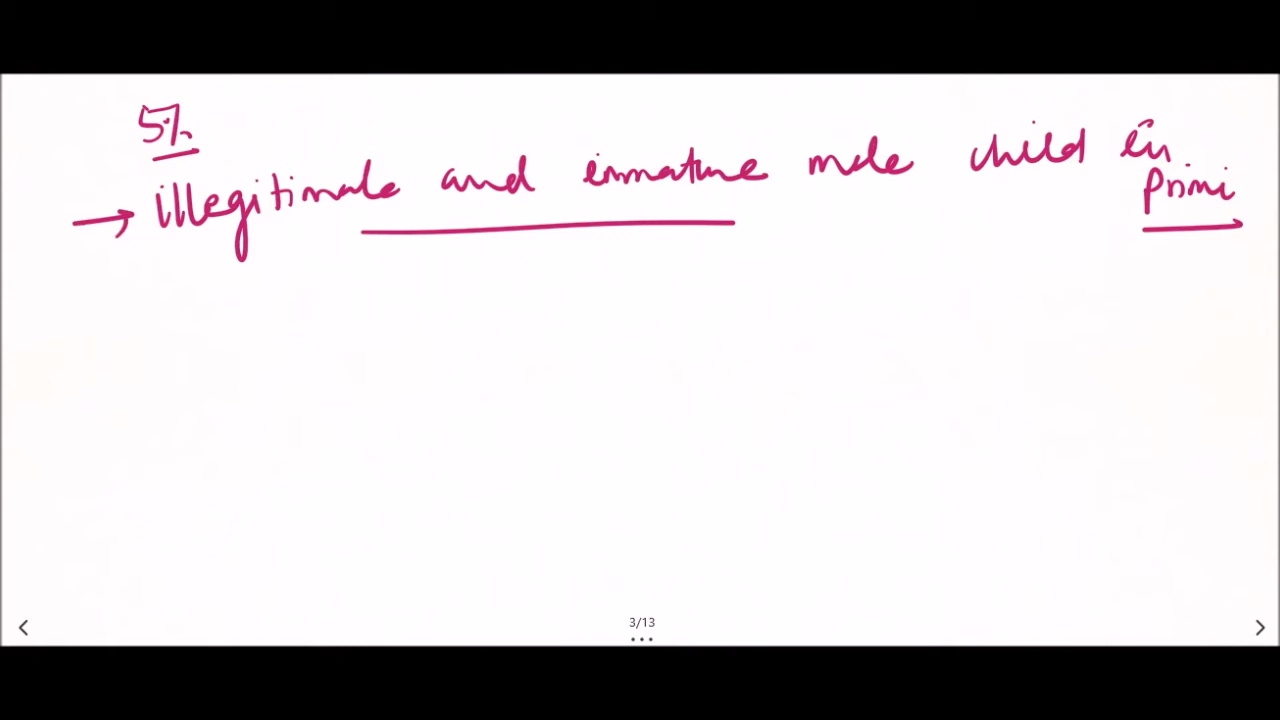 5%
→ illegitimate and immature male child in
primi
3/13